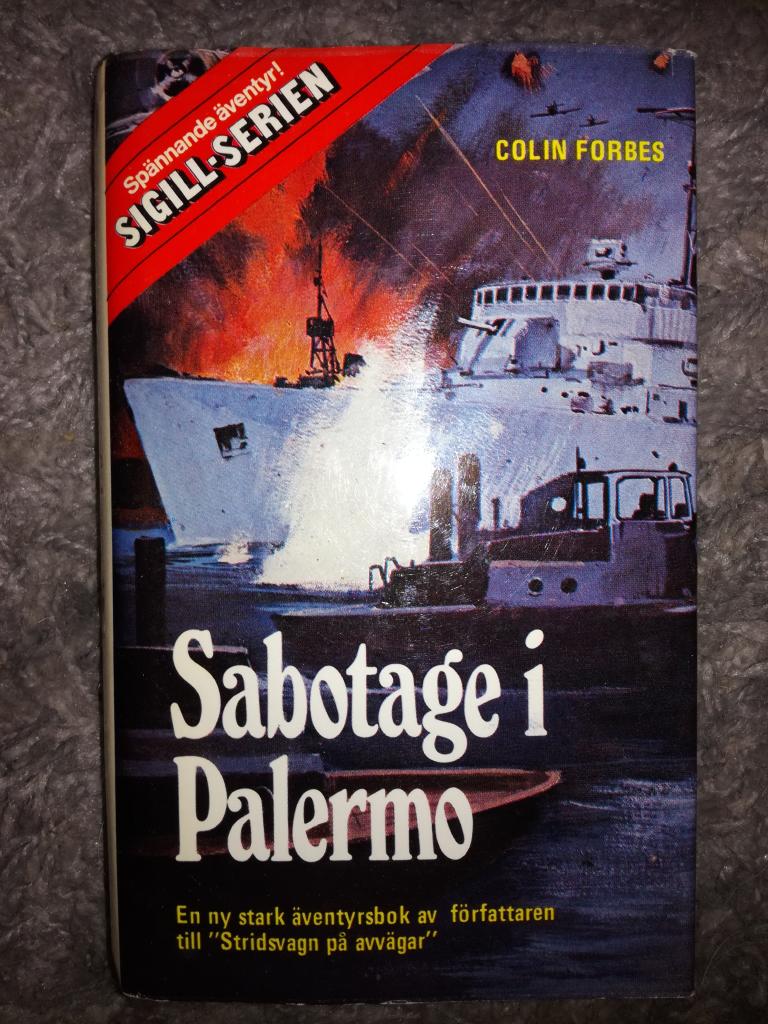 Spännande äventyr!
SIGILL-SERIEN
COLIN FORBES
Sabotage i
Palermo
En ny stark äventyrsbok av författaren
till "Stridsvagn på avvägar"